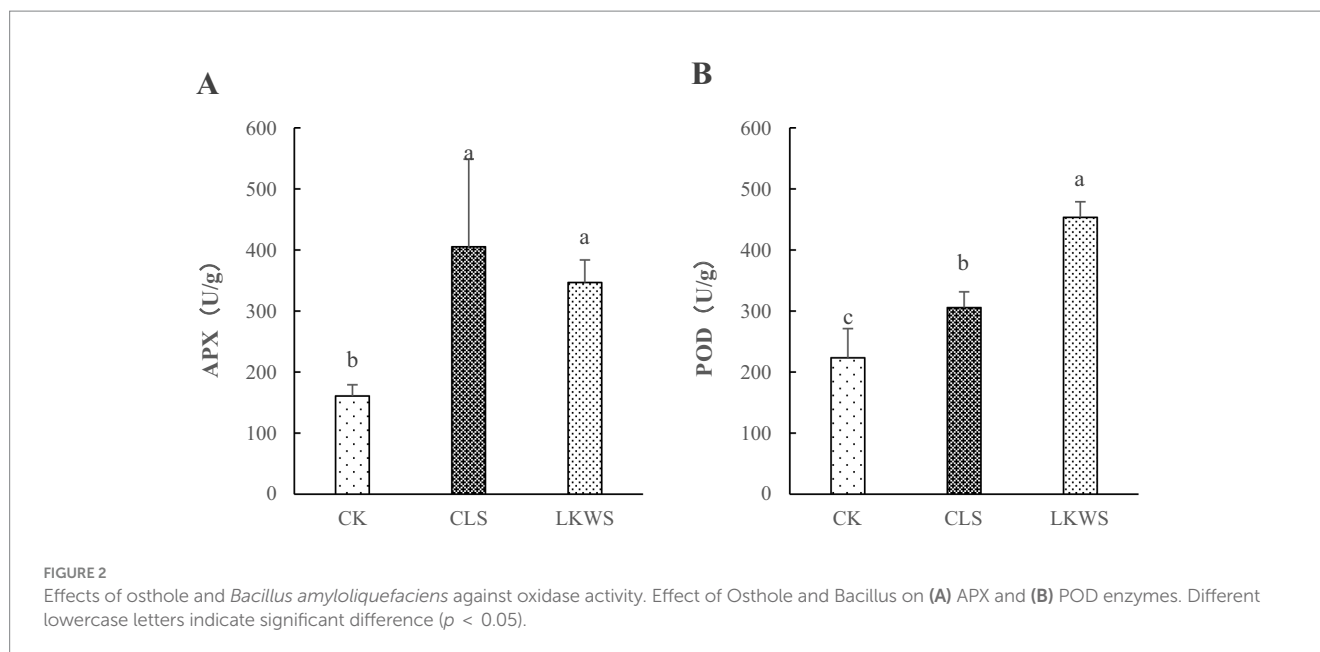 A
B
600
500
400
300
200
100
0
APX (U/g)
b
a
a
CK CLS LKWS
600
500
400
300
200
100
0
POD (U/g)
c
b
a
CK CLS LKWS
FIGURE 2
Effects of osthole and Bacillus amyloliquefaciens against oxidase activity. Effect of Osthole and Bacillus on (A) APX and (B) POD enzymes. Different
lowercase letters indicate significant difference (p < 0.05).